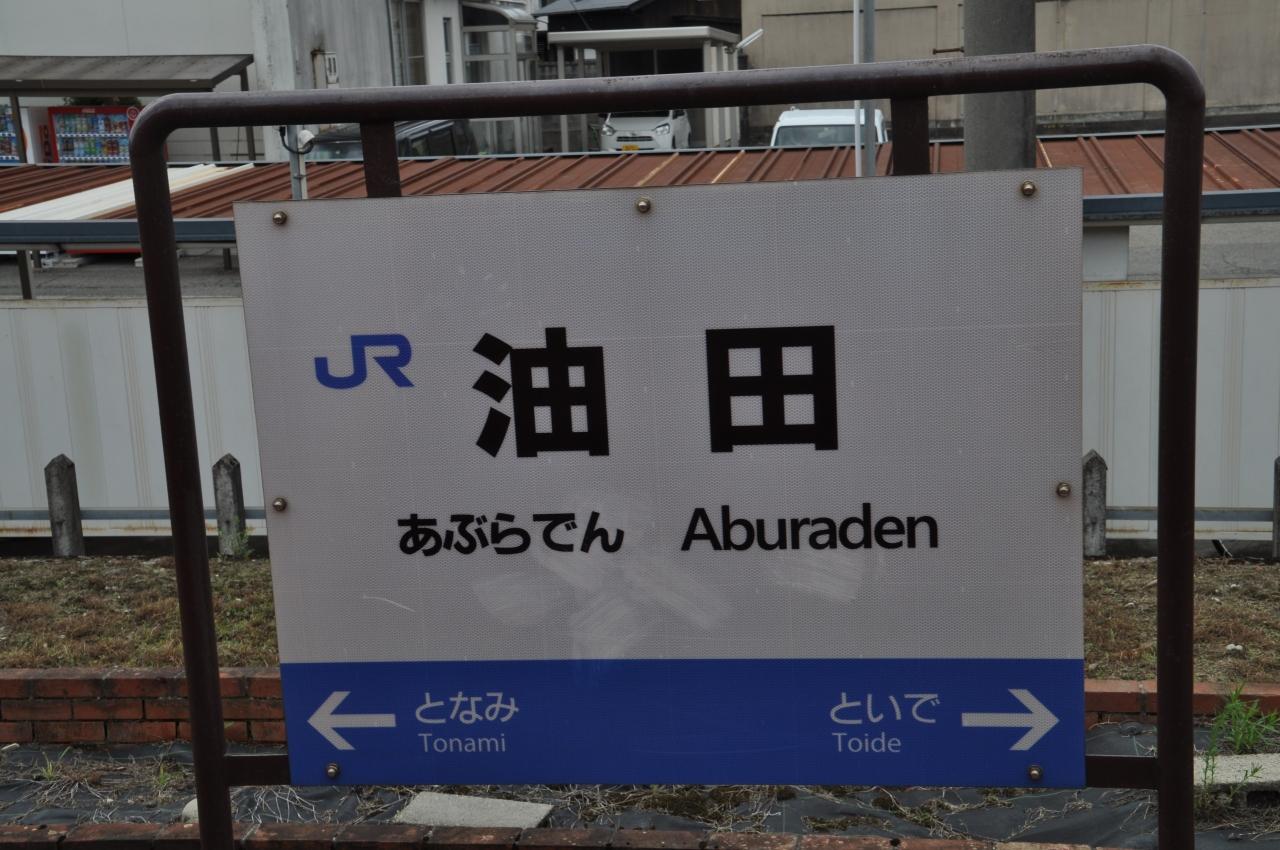 JR 油田
あぶらでん Aburaden
← となみ といで →
Tonami Toide